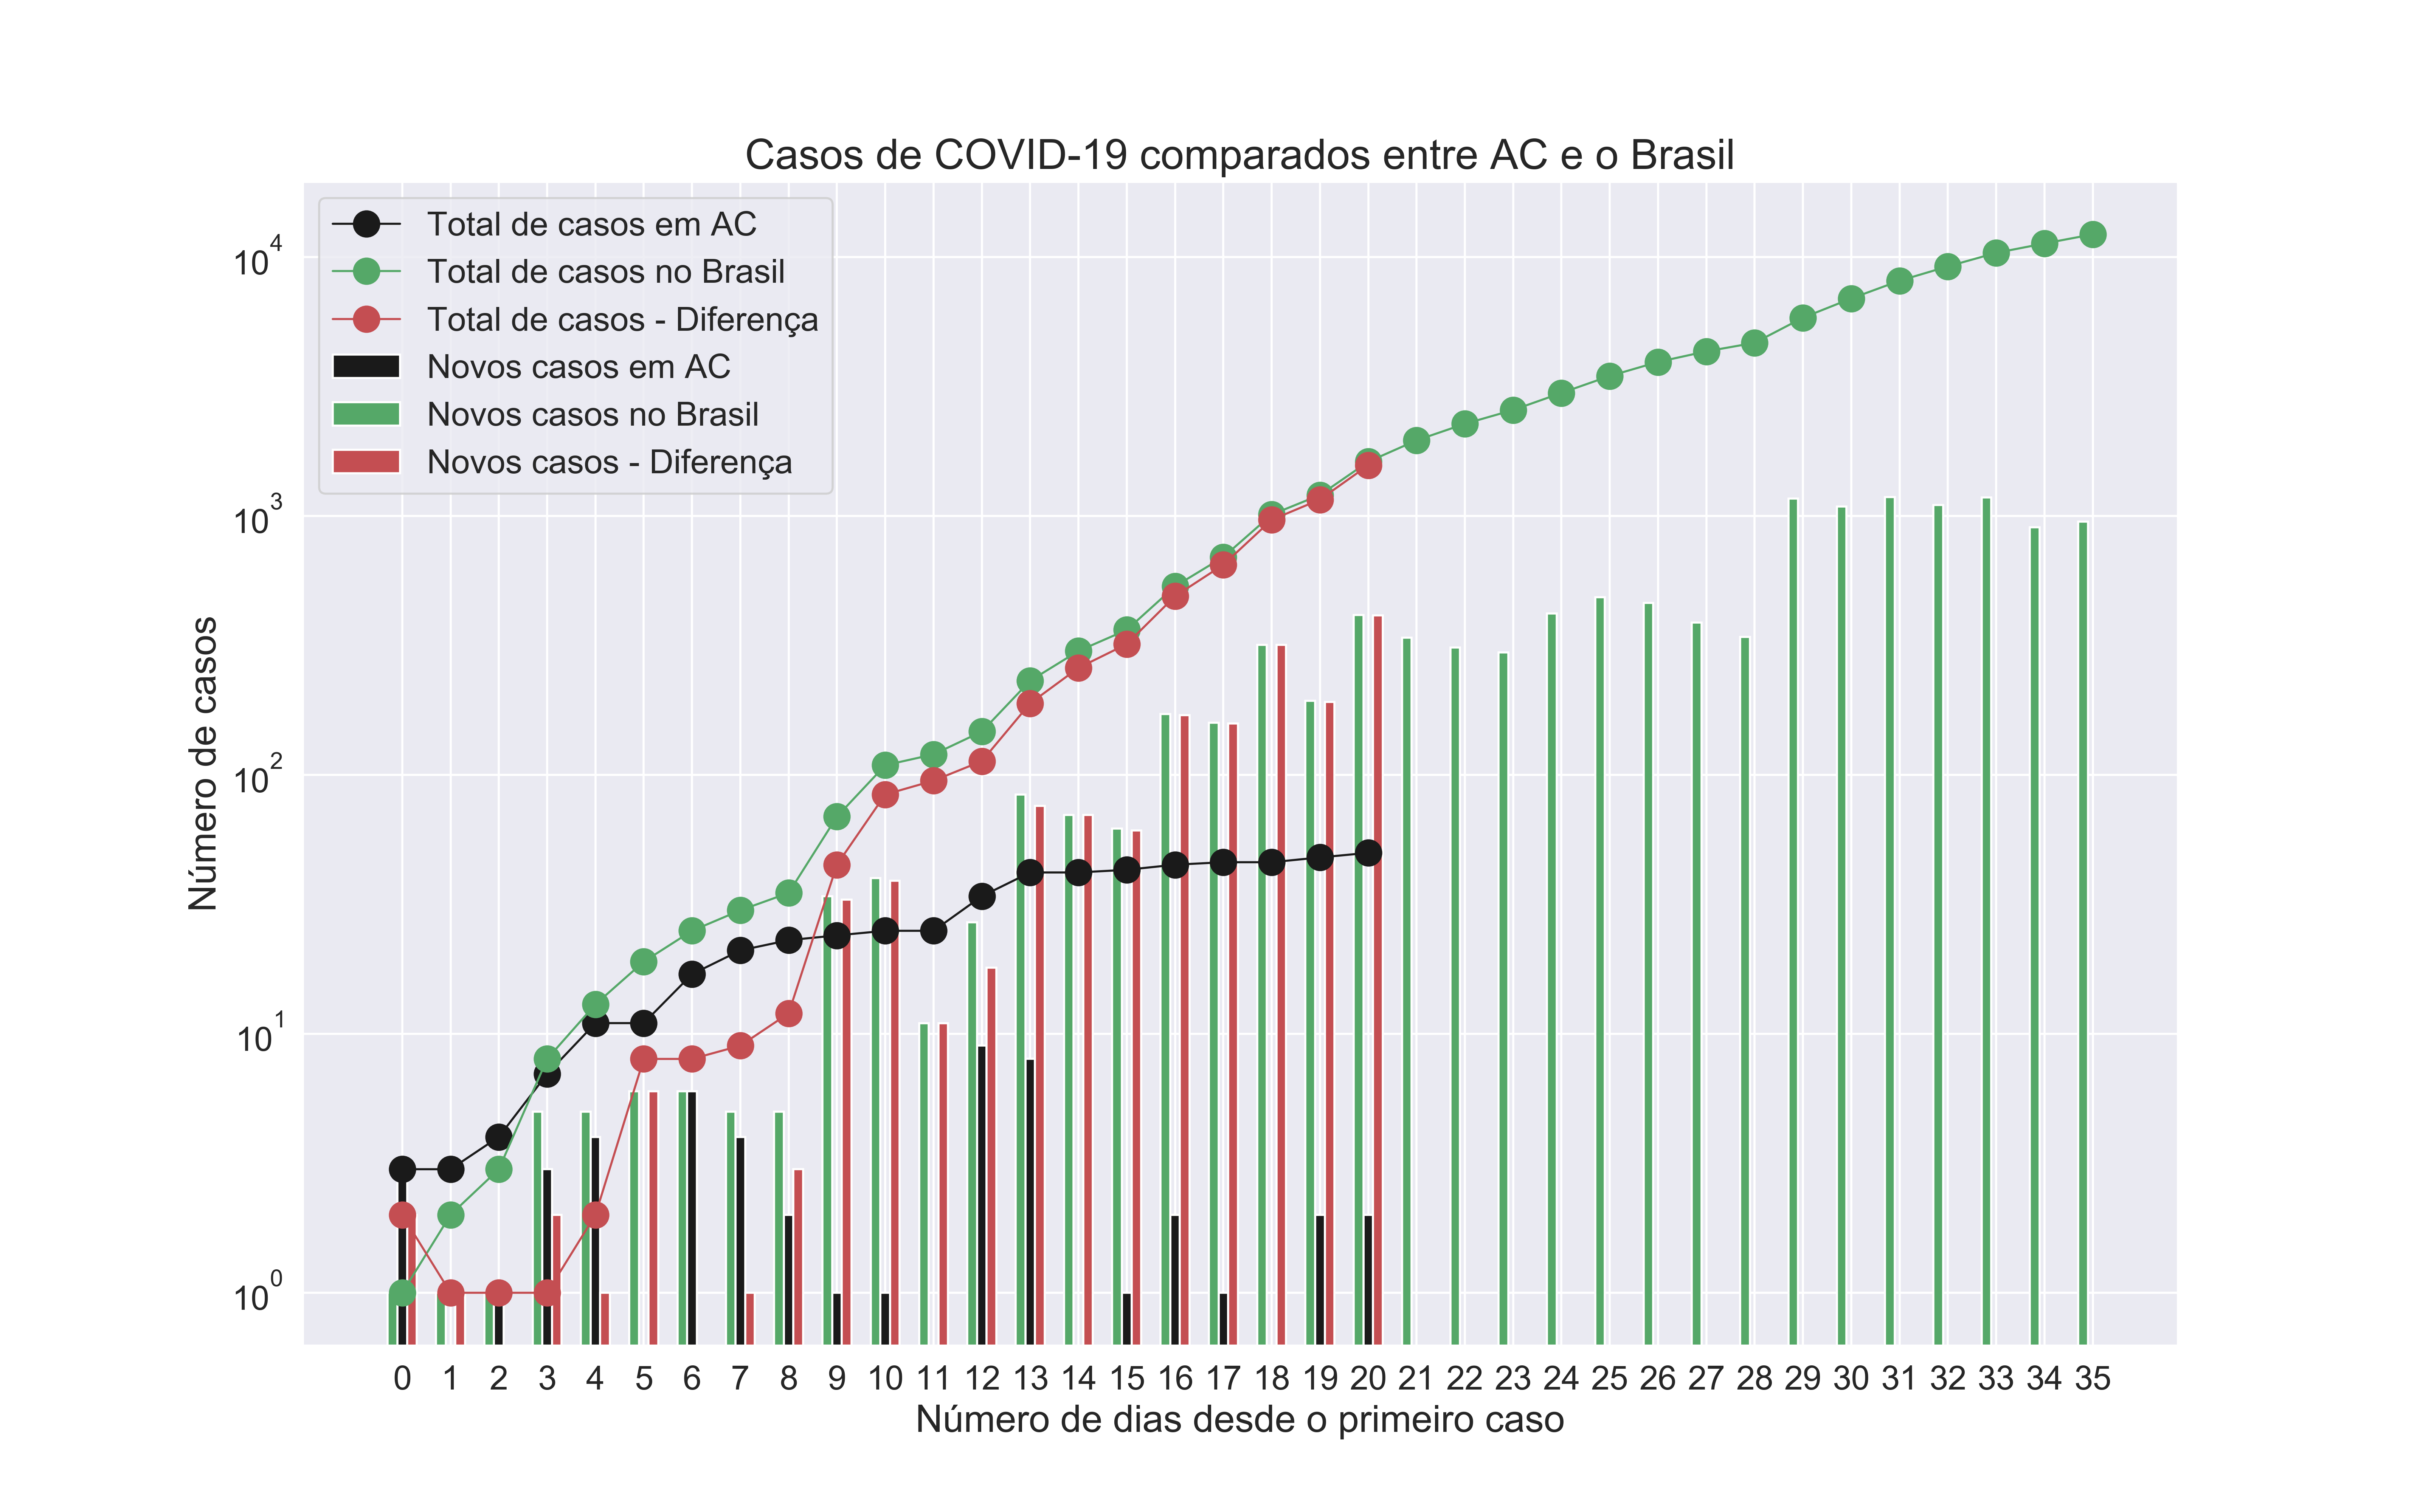 Casos de COVID-19 comparados entre AC e o Brasil
Total de casos em AC
Total de casos no Brasil
Total de casos - Diferença
Novos casos em AC
Novos casos no Brasil
Novos casos - Diferença
Número de casos
10^4
10^3
10^2
10^1
10^0
0 1 2 3 4 5 6 7 8 9 10 11 12 13 14 15 16 17 18 19 20 21 22 23 24 25 26 27 28 29 30 31 32 33 34 35
Número de dias desde o primeiro caso